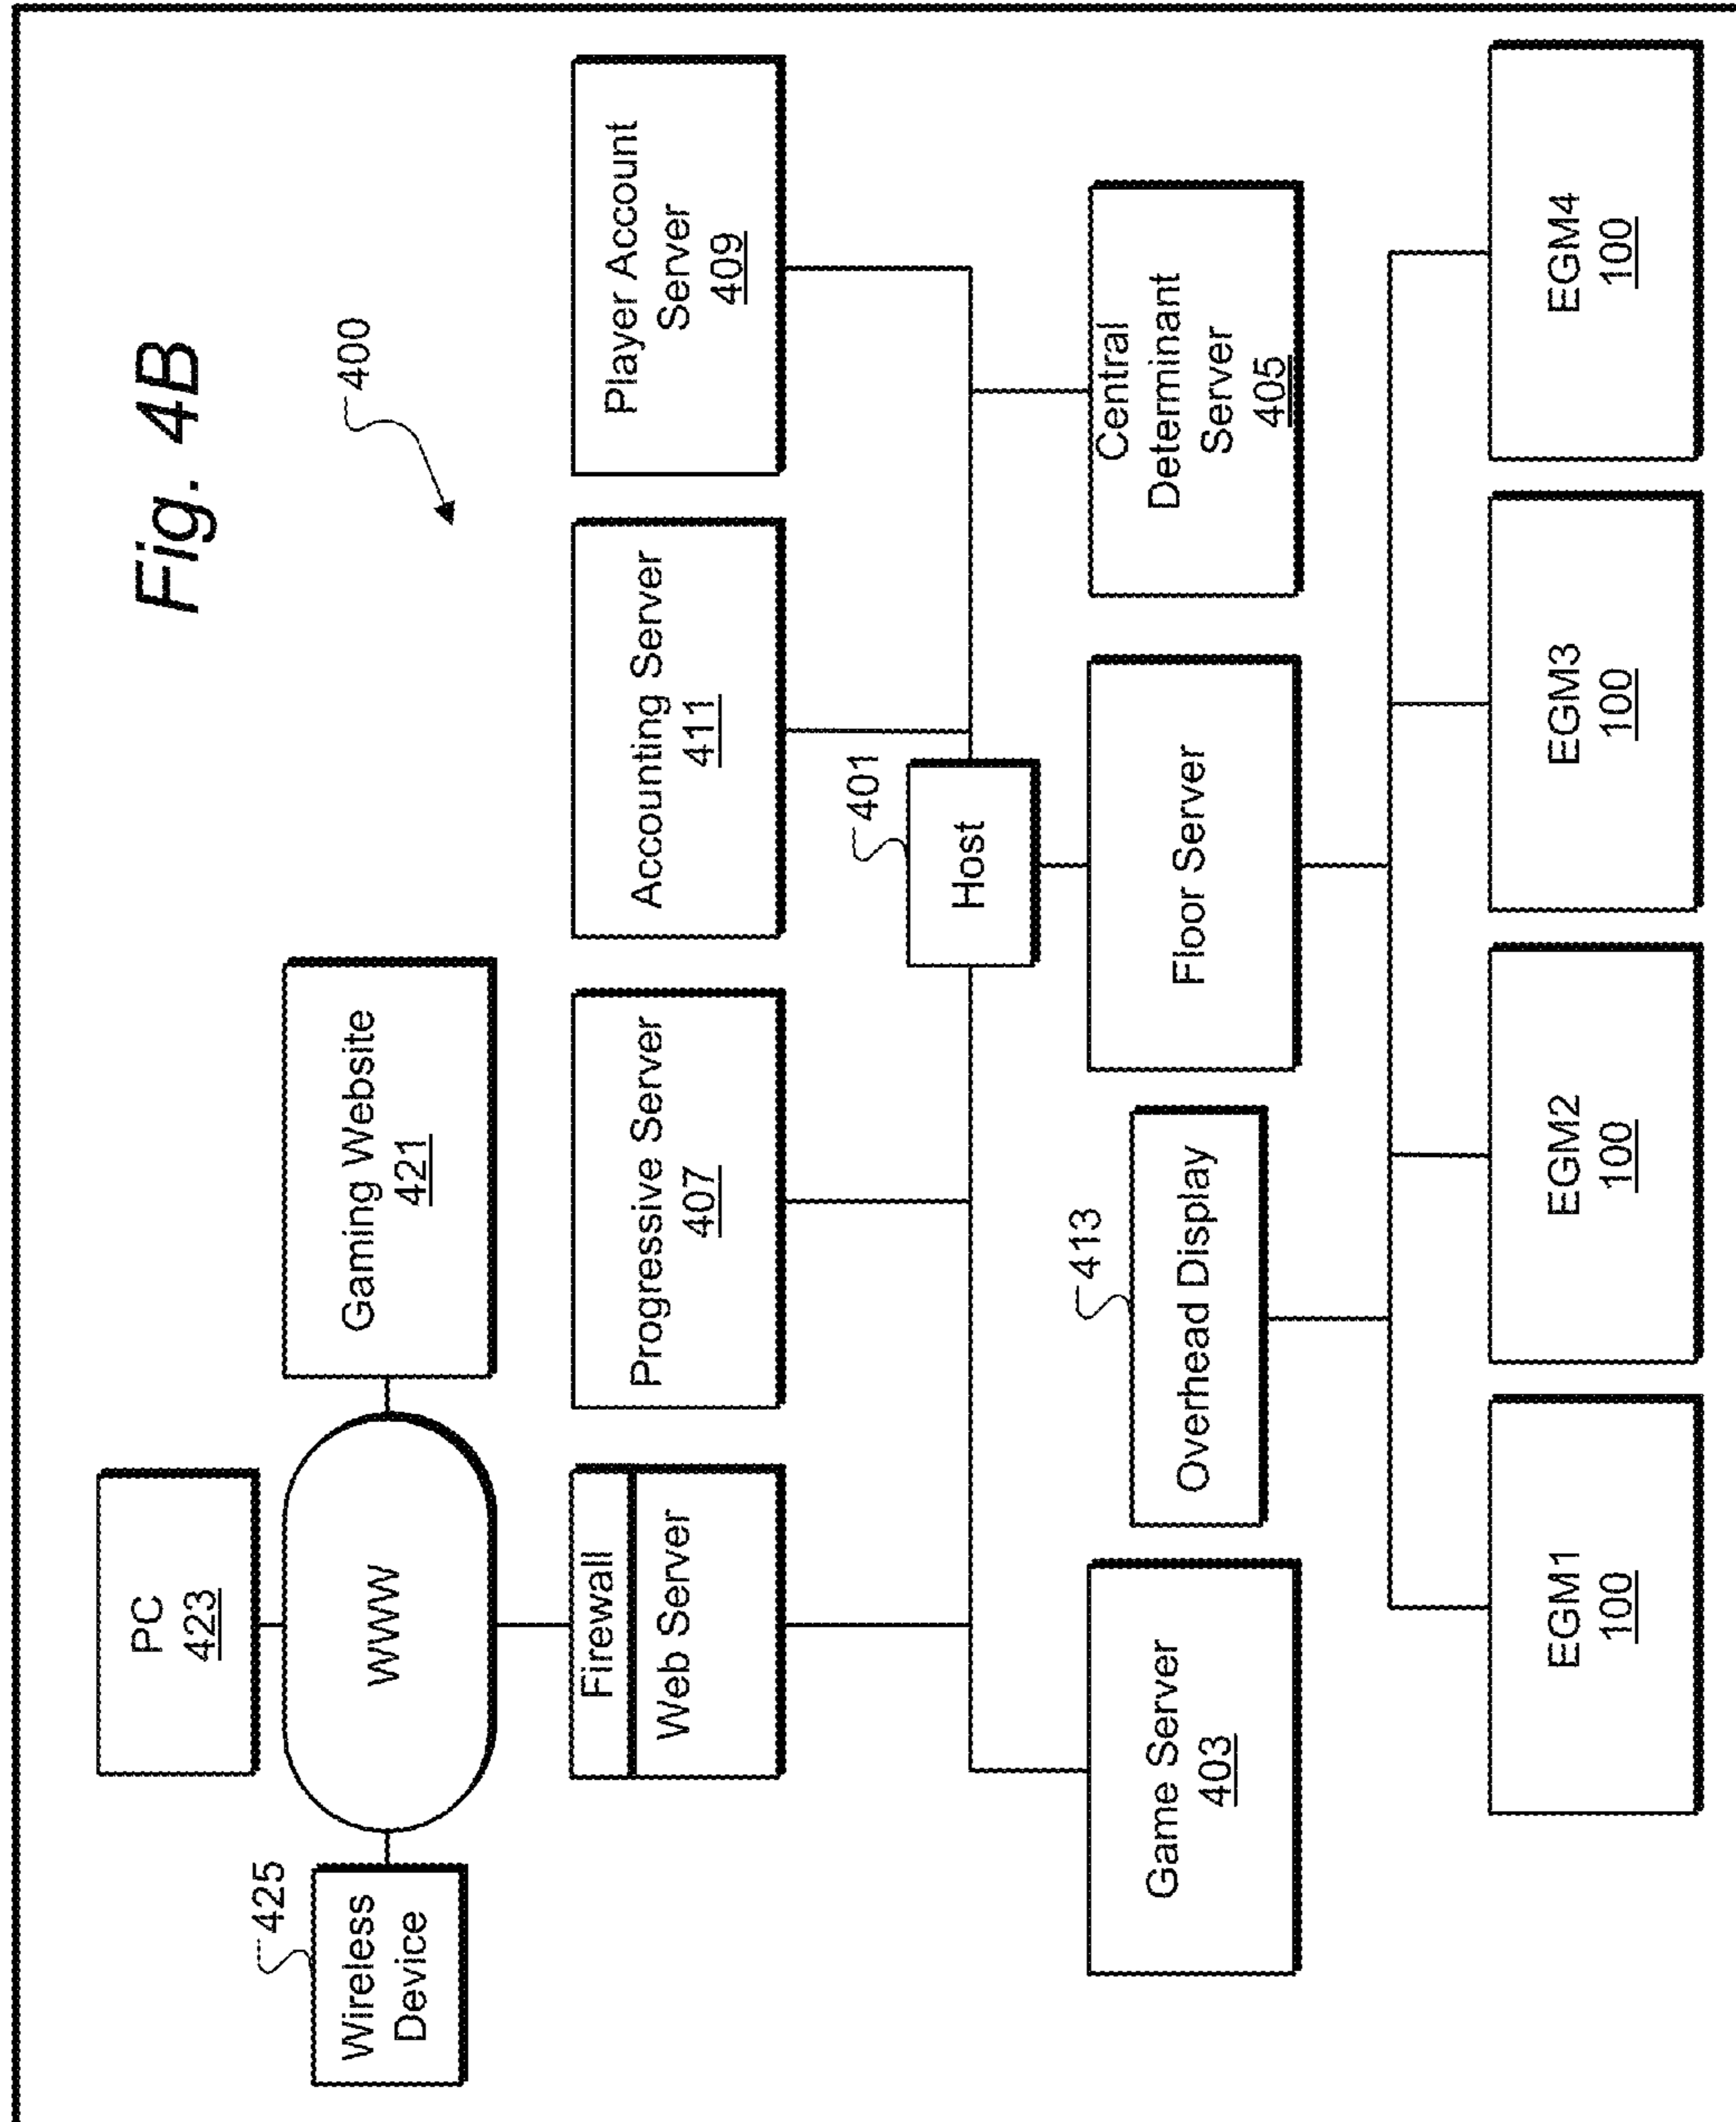 Fig. 4B
400
PC
423
WWW
Wireless
Device
425
Gaming Website
421
Firewall
Web Server
Progressive Server
407
Accounting Server
411
Player Account
Server
409
Host
401
Game Server
403
Overhead Display
413
Floor Server
Central
Determinant
Server
405
EGM1
100
EGM2
100
EGM3
100
EGM4
100